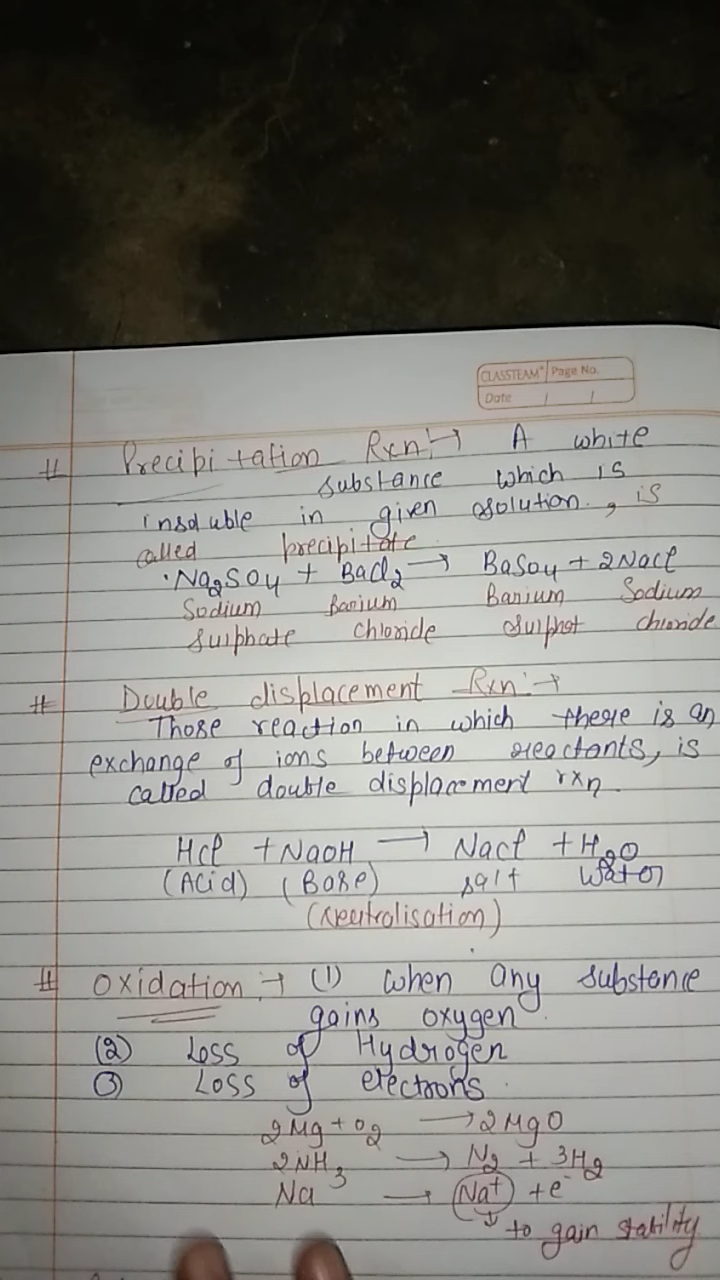 CLASSTEAM® Page No.
Date / /
# Precipitation Rxn:→ A white
substance which is
insoluble in given solution, is
called precipitate
Na2SO4 + BaCl2 → BaSO4 + 2NaCl
Sodium Barium Barium Sodium
Sulphate Chloride Sulphat chloride
# Double displacement Rxn:→
Those reaction in which there is an
exchange of ions between reactants, is
called double displacement rxn.
HCl + NaOH → NaCl + H2O
(Acid) (Base) salt Water
(Neutralisation)
# Oxidation:→ (1) when any substence
gains oxygen.
(2) Loss of Hydrogen
(3) Loss of electrons.
2Mg + O2 → 2MgO
2NH3 → N2 + 3H2
Na → Na+ + e-
↓ to gain stability